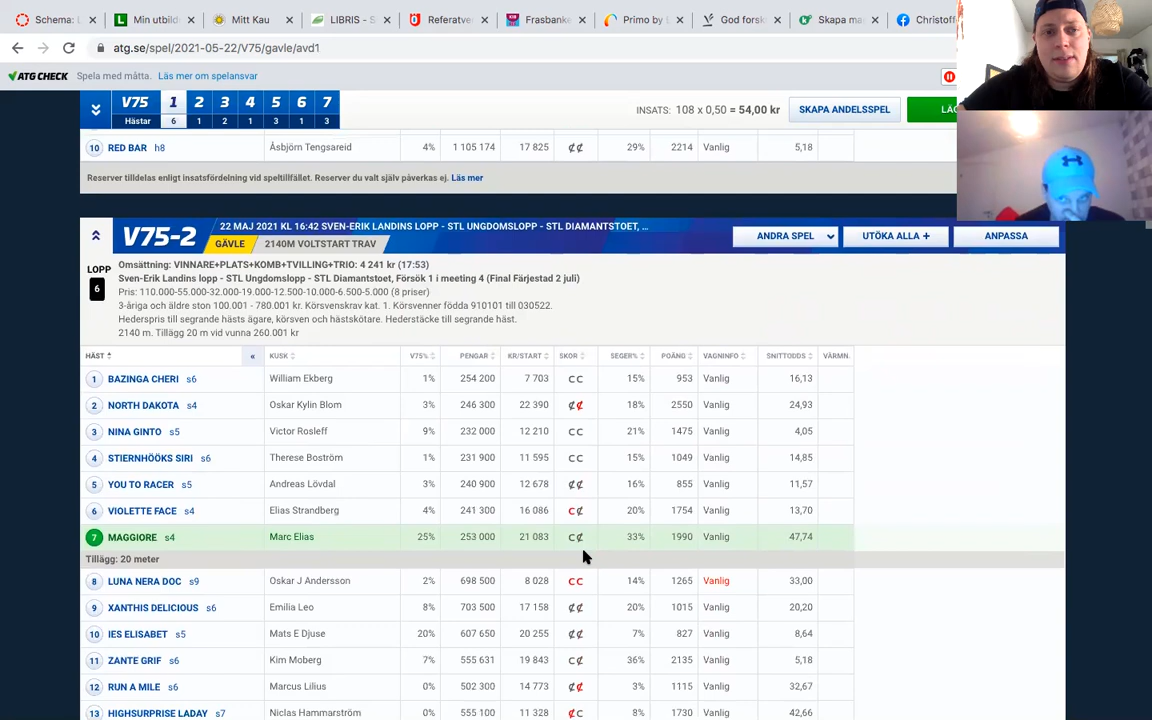 Schema: L
Min utbild
Mitt Kau
LIBRIS - S
Referatver
Frasbanke
Primo by E
God forsk
Skapa ma
Christoff
atg.se/spel/2021-05-22/V75/gavle/avd1
ATG CHECK Spela med måtta. Läs mer om spelansvar
V75 1 2 3 4 5 6 7
Hästar 6 1 2 1 3 1 3
INSATS: 108 x 0,50 = 54,00 kr SKAPA ANDELSSPEL
10 RED BAR h8 Åsbjörn Tengsareid 4% 1 105 174 17 825 ȼȼ 29% 2214 Vanlig 5,18
Reserver tilldelas enligt insatsfördelning vid speltillfället. Reserver du valt själv påverkas ej. Läs mer
V75-2 22 MAJ 2021 KL 16:42 SVEN-ERIK LANDINS LOPP - STL UNGDOMSLOPP - STL DIAMANTSTOET, ...
GÄVLE 2140M VOLTSTART TRAV
ANDRA SPEL UTÖKA ALLA + ANPASSA
LOPP
6
Omsättning: VINNARE+PLATS+KOMB+TVILLING+TRIO: 4 241 kr (17:53)
Sven-Erik Landins lopp - STL Ungdomslopp - STL Diamantstoet, Försök 1 i meeting 4 (Final Färjestad 2 juli)
Pris: 110.000-55.000-32.000-19.000-12.500-10.000-6.500-5.000 (8 priser)
3-åriga och äldre ston 100.001 - 780.001 kr. Körsvenskrav kat. 1. Körsvenner födda 910101 till 030522.
Hederspris till segrande hästs ägare, körsven och hästskötare. Hederstäcke till segrande häst.
2140 m. Tillägg 20 m vid vunna 260.001 kr
HÄST « KUSK V75% PENGAR KR/START SKOR SEGER% POÄNG VAGNINFO SNITTODDS VÄRMN.
1 BAZINGA CHERI s6 William Ekberg 1% 254 200 7 703 CC 15% 953 Vanlig 16,13
2 NORTH DAKOTA s4 Oskar Kylin Blom 3% 246 300 22 390 ȼȼ 18% 2550 Vanlig 24,93
3 NINA GINTO s5 Victor Rosleff 9% 232 000 12 210 CC 21% 1475 Vanlig 4,05
4 STIERNHÖÖKS SIRI s6 Therese Boström 1% 231 900 11 595 CC 15% 1049 Vanlig 14,85
5 YOU TO RACER s5 Andreas Lövdal 3% 240 900 12 678 ȼȼ 16% 855 Vanlig 11,57
6 VIOLETTE FACE s4 Elias Strandberg 4% 241 300 16 086 Cȼ 20% 1754 Vanlig 13,70
7 MAGGIORE s4 Marc Elias 25% 253 000 21 083 Cȼ 33% 1990 Vanlig 47,74
Tillägg: 20 meter
8 LUNA NERA DOC s9 Oskar J Andersson 2% 698 500 8 028 CC 14% 1265 Vanlig 33,00
9 XANTHIS DELICIOUS s6 Emilia Leo 8% 703 500 17 158 ȼȼ 20% 1015 Vanlig 20,20
10 IES ELISABET s5 Mats E Djuse 20% 607 650 20 255 ȼȼ 7% 827 Vanlig 8,64
11 ZANTE GRIF s6 Kim Moberg 7% 555 631 19 843 Cȼ 36% 2135 Vanlig 5,18
12 RUN A MILE s6 Marcus Lilius 0% 502 300 14 773 ȼȼ 3% 1115 Vanlig 32,67
13 HIGHSURPRISE LADAY s7 Niclas Hammarström 0% 555 100 11 328 ȼC 8% 1730 Vanlig 42,66